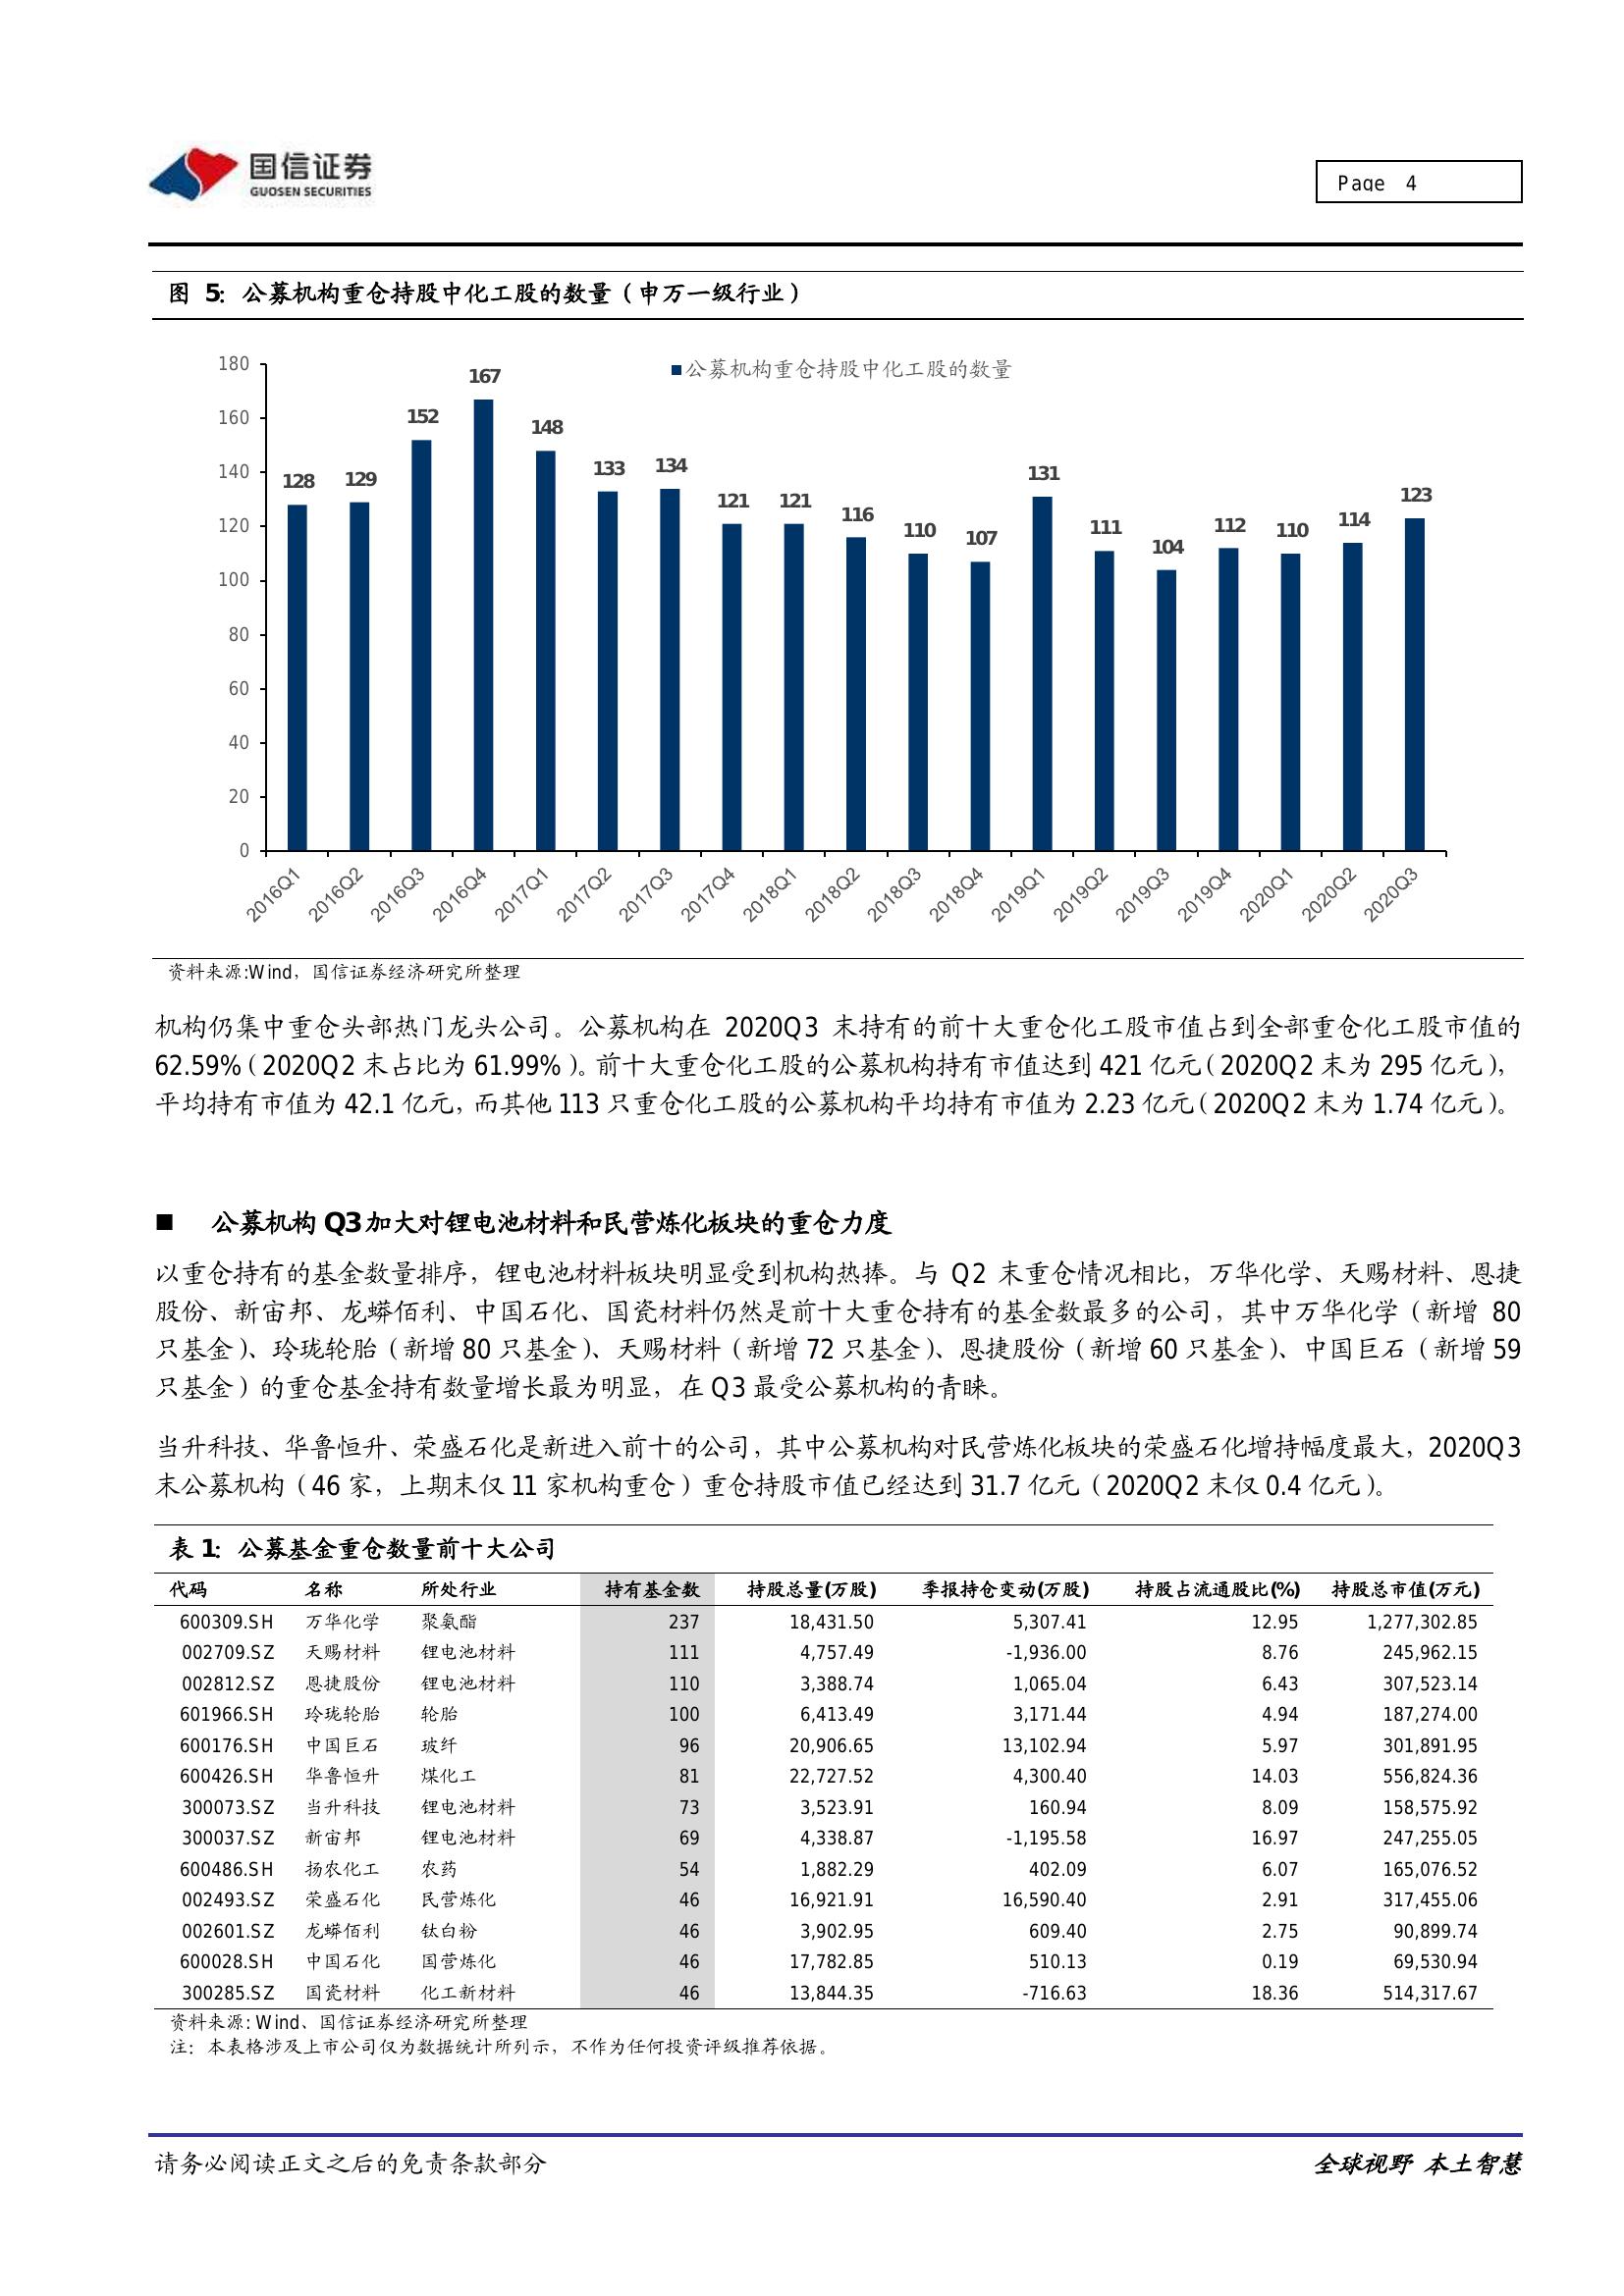 国信证券
GUOSEN SECURITIES
Page 4
图 5：公募机构重仓持股中化工股的数量（申万一级行业）
公募机构重仓持股中化工股的数量
180
160
140
120
100
80
60
40
20
0
128 129 152 167 148 133 134 121 121 116 110 107 131 111 104 112 110 114 123
2016Q1 2016Q2 2016Q3 2016Q4 2017Q1 2017Q2 2017Q3 2017Q4 2018Q1 2018Q2 2018Q3 2018Q4 2019Q1 2019Q2 2019Q3 2019Q4 2020Q1 2020Q2 2020Q3
资料来源:Wind，国信证券经济研究所整理
机构仍集中重仓头部热门龙头公司。公募机构在 2020Q3 末持有的前十大重仓化工股市值占到全部重仓化工股市值的
62.59%（2020Q2 末占比为 61.99%）。前十大重仓化工股的公募机构持有市值达到 421 亿元（2020Q2 末为 295 亿元），
平均持有市值为 42.1 亿元，而其他 113 只重仓化工股的公募机构平均持有市值为 2.23 亿元（2020Q2 末为 1.74 亿元）。
■ 公募机构 Q3 加大对锂电池材料和民营炼化板块的重仓力度
以重仓持有的基金数量排序，锂电池材料板块明显受到机构热捧。与 Q2 末重仓情况相比，万华化学、天赐材料、恩捷
股份、新宙邦、龙蟒佰利、中国石化、国瓷材料仍然是前十大重仓持有的基金数最多的公司，其中万华化学（新增 80
只基金）、玲珑轮胎（新增 80 只基金）、天赐材料（新增 72 只基金）、恩捷股份（新增 60 只基金）、中国巨石（新增 59
只基金）的重仓基金持有数量增长最为明显，在 Q3 最受公募机构的青睐。
当升科技、华鲁恒升、荣盛石化是新进入前十的公司，其中公募机构对民营炼化板块的荣盛石化增持幅度最大，2020Q3
末公募机构（46 家，上期末仅 11 家机构重仓）重仓持股市值已经达到 31.7 亿元（2020Q2 末仅 0.4 亿元）。
表 1：公募基金重仓数量前十大公司
代码 名称 所处行业 持有基金数 持股总量(万股) 季报持仓变动(万股) 持股占流通股比(%) 持股总市值(万元)
600309.SH 万华化学 聚氨酯 237 18,431.50 5,307.41 12.95 1,277,302.85
002709.SZ 天赐材料 锂电池材料 111 4,757.49 -1,936.00 8.76 245,962.15
002812.SZ 恩捷股份 锂电池材料 110 3,388.74 1,065.04 6.43 307,523.14
601966.SH 玲珑轮胎 轮胎 100 6,413.49 3,171.44 4.94 187,274.00
600176.SH 中国巨石 玻纤 96 20,906.65 13,102.94 5.97 301,891.95
600426.SH 华鲁恒升 煤化工 81 22,727.52 4,300.40 14.03 556,824.36
300073.SZ 当升科技 锂电池材料 73 3,523.91 160.94 8.09 158,575.92
300037.SZ 新宙邦 锂电池材料 69 4,338.87 -1,195.58 16.97 247,255.05
600486.SH 扬农化工 农药 54 1,882.29 402.09 6.07 165,076.52
002493.SZ 荣盛石化 民营炼化 46 16,921.91 16,590.40 2.91 317,455.06
002601.SZ 龙蟒佰利 钛白粉 46 3,902.95 609.40 2.75 90,899.74
600028.SH 中国石化 国营炼化 46 17,782.85 510.13 0.19 69,530.94
300285.SZ 国瓷材料 化工新材料 46 13,844.35 -716.63 18.36 514,317.67
资料来源: Wind、国信证券经济研究所整理
注：本表格涉及上市公司仅为数据统计所列示，不作为任何投资评级推荐依据。
请务必阅读正文之后的免责条款部分 全球视野 本土智慧